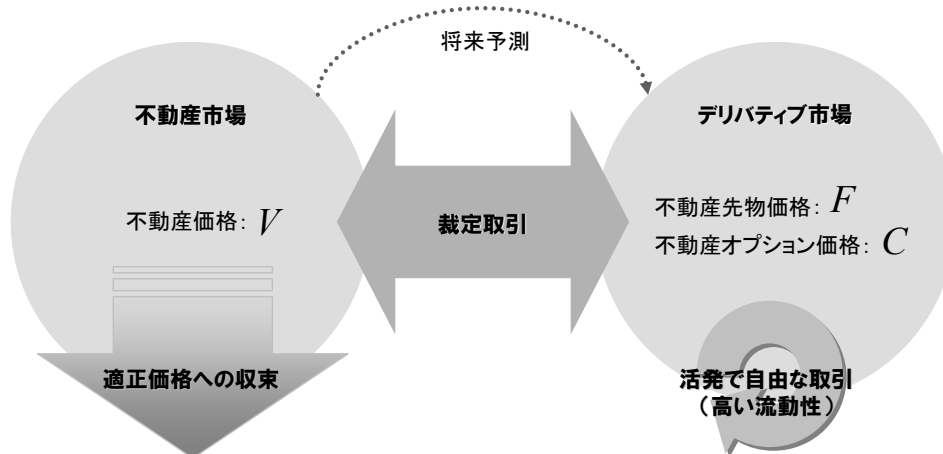 将来予測
不動産市場
デリバティブ市場
不動産価格： V
裁定取引
不動産先物価格： F
不動産オプション価格： C
適正価格への収束
活発で自由な取引
（高い流動性）